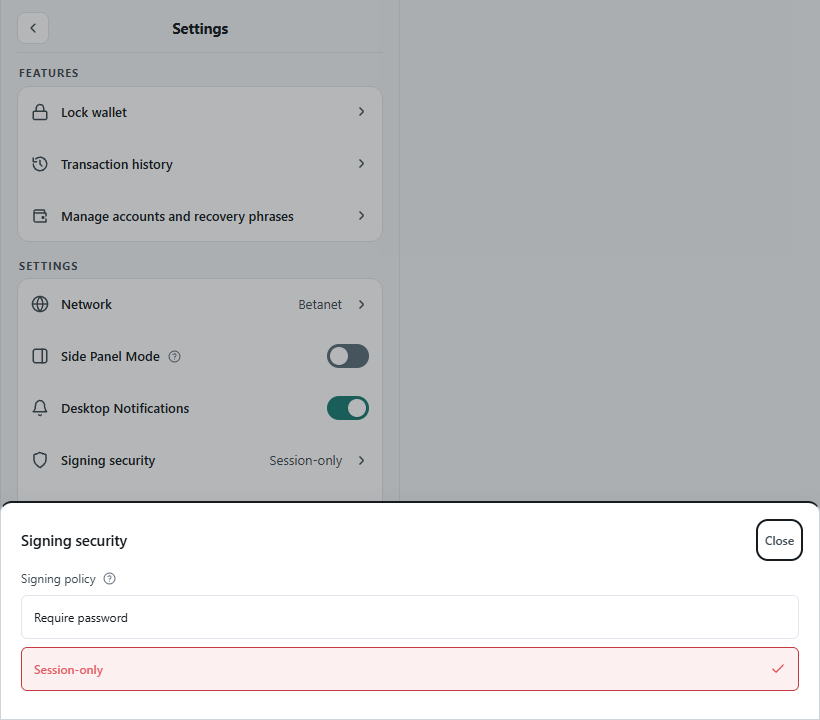 Settings
FEATURES
Lock wallet
Transaction history
Manage accounts and recovery phrases
SETTINGS
Network Betanet
Side Panel Mode ?
Desktop Notifications
Signing security Session-only
Signing security Close
Signing policy ?
Require password
Session-only